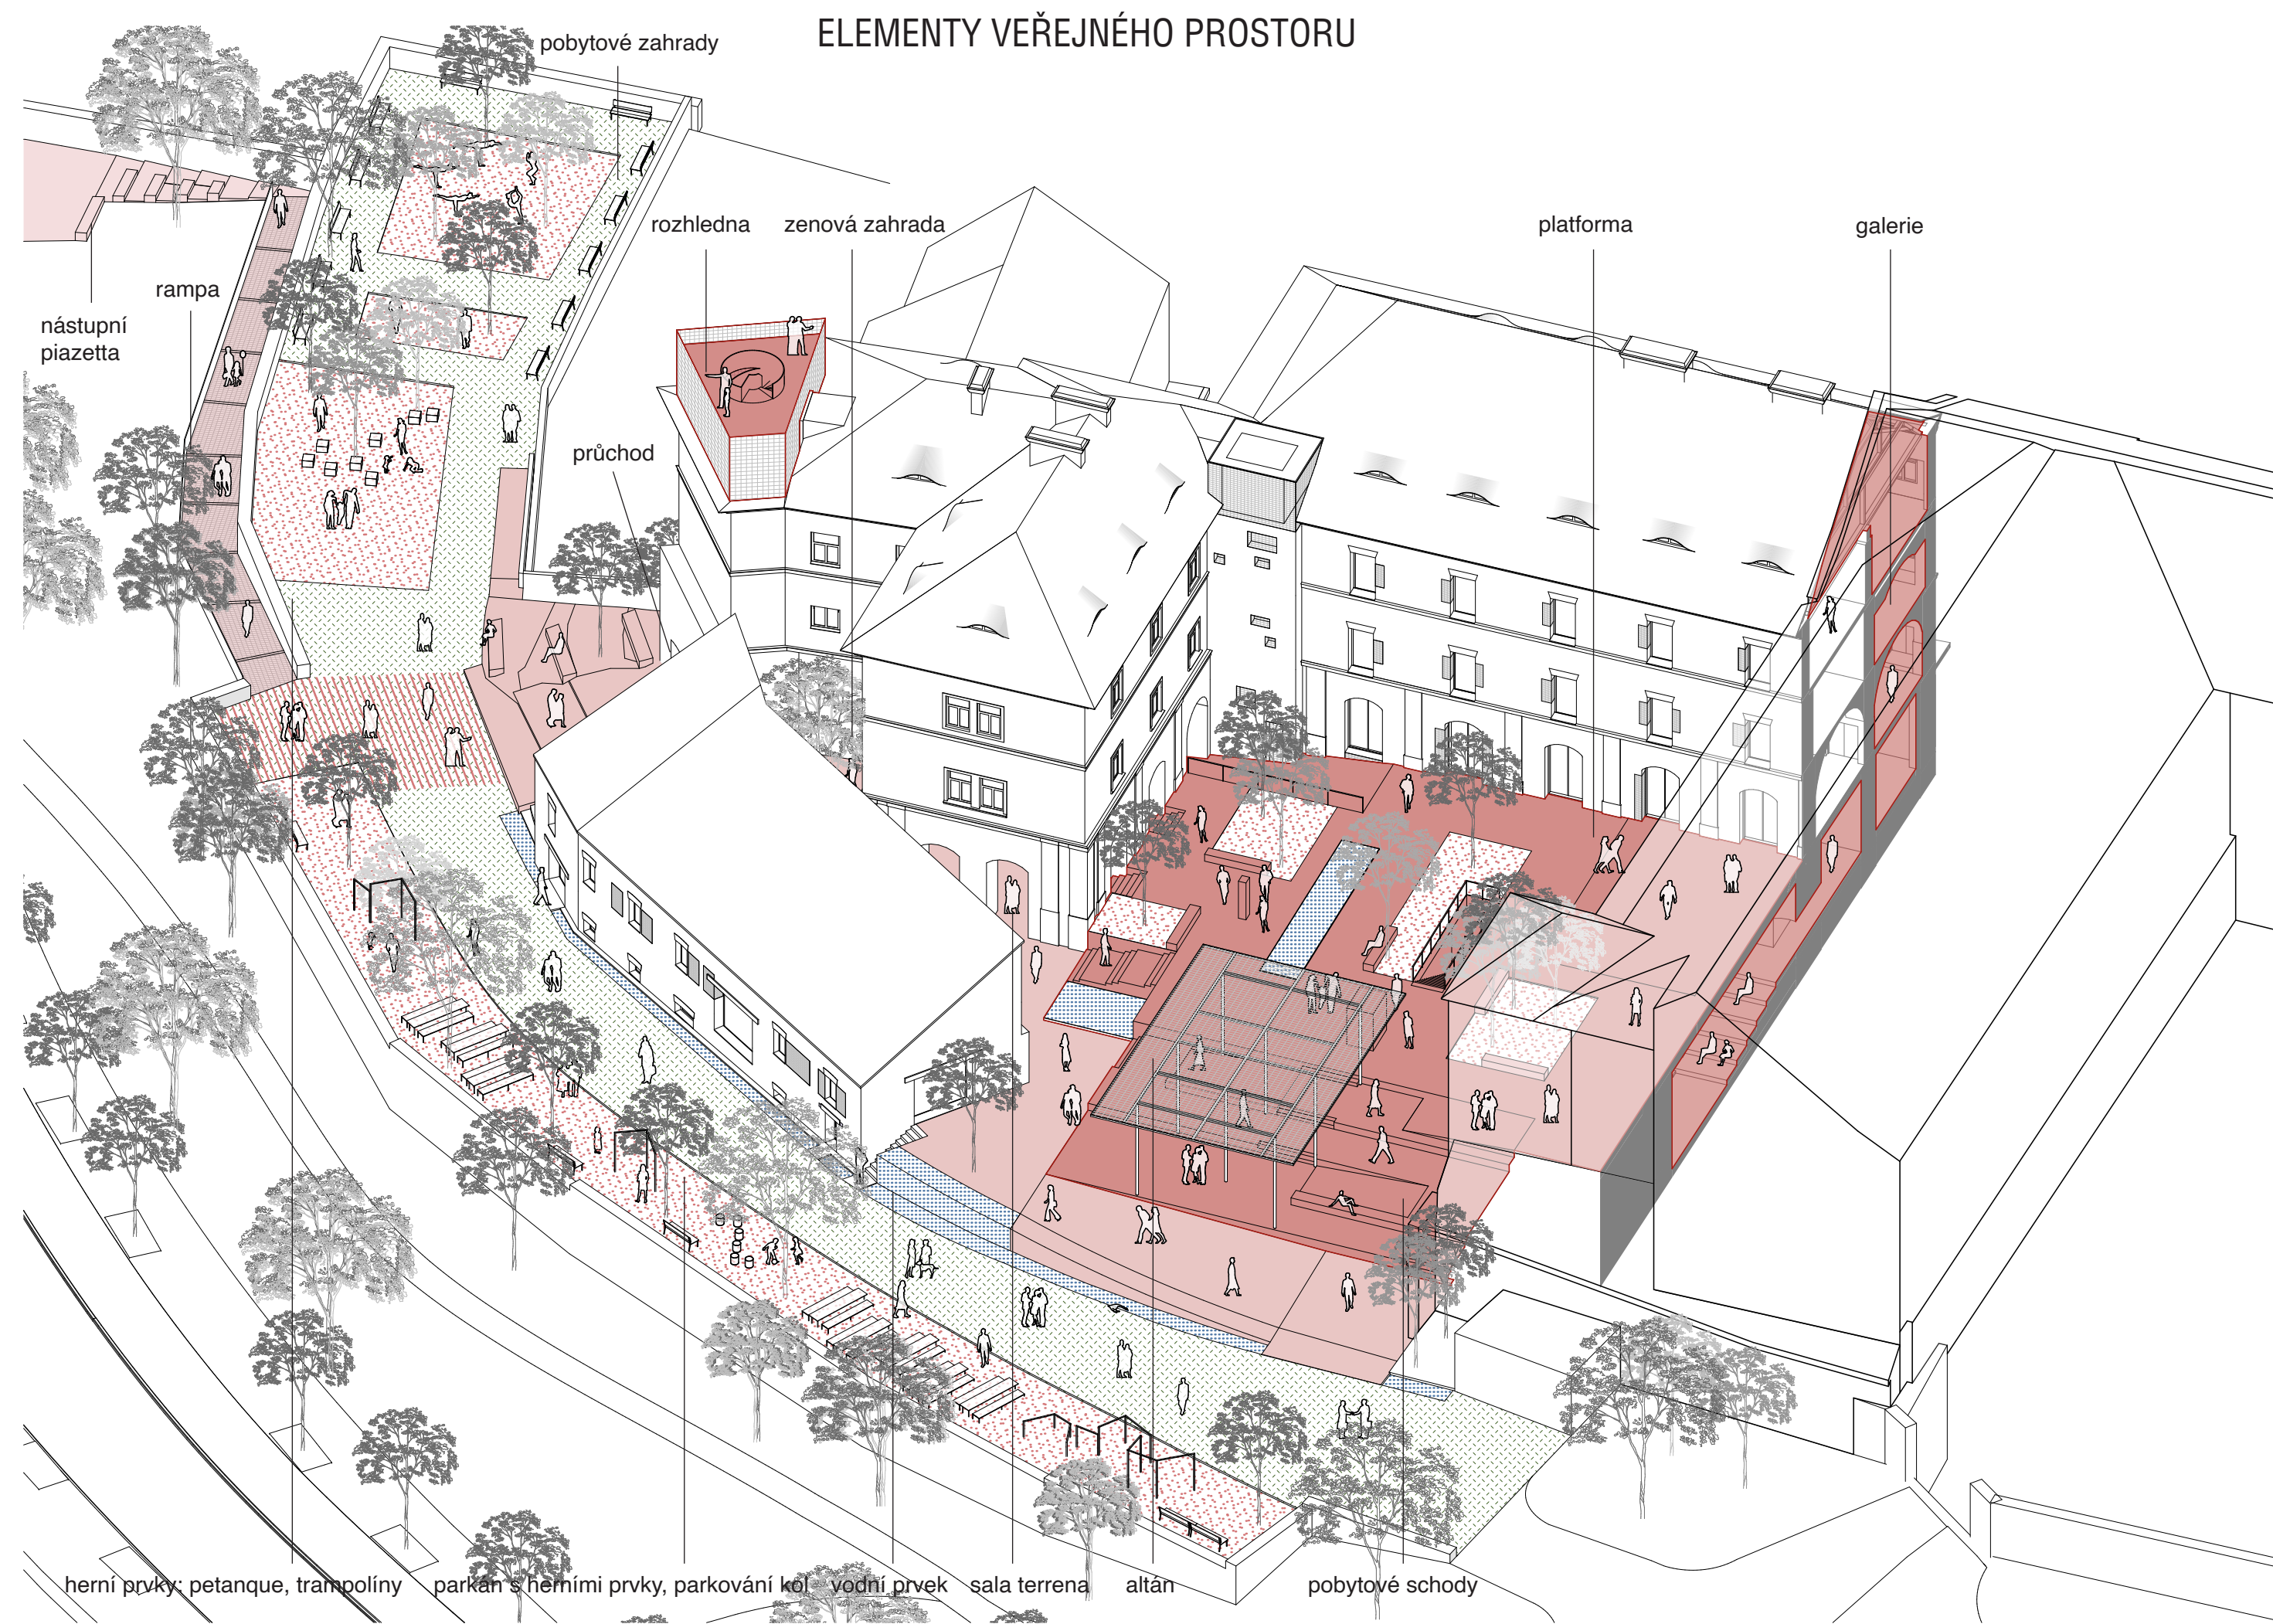 ELEMENTY VEŘEJNÉHO PROSTORU
pobytové zahrady
rozhledna
zenová zahrada
platforma
galerie
rampa
nástupní
piazetta
průchod
herní prvky: petanque, trampolíny
parkán s herními prvky, parkování kol
vodní prvek
sala terrena
altán
pobytové schody